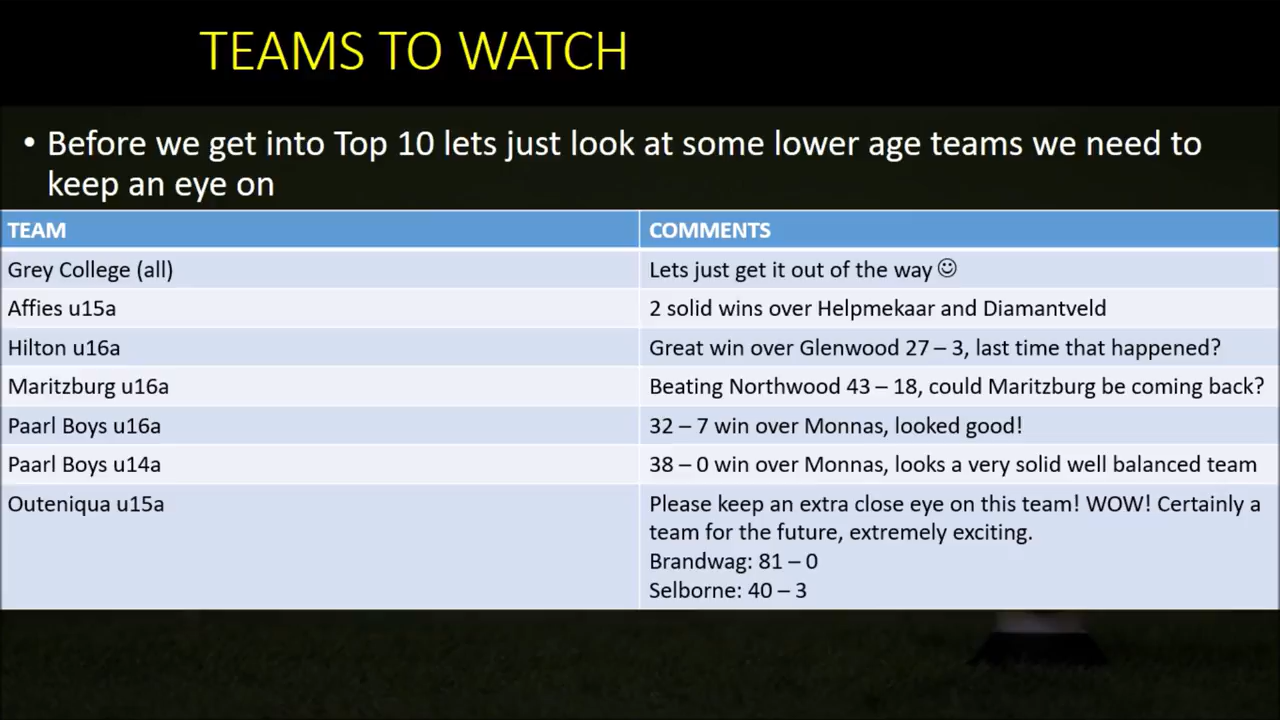 TEAMS TO WATCH
• Before we get into Top 10 lets just look at some lower age teams we need to
keep an eye on
TEAM COMMENTS
Grey College (all) Lets just get it out of the way ☺
Affies u15a 2 solid wins over Helpmekaar and Diamantveld
Hilton u16a Great win over Glenwood 27 – 3, last time that happened?
Maritzburg u16a Beating Northwood 43 – 18, could Maritzburg be coming back?
Paarl Boys u16a 32 – 7 win over Monnas, looked good!
Paarl Boys u14a 38 – 0 win over Monnas, looks a very solid well balanced team
Outeniqua u15a Please keep an extra close eye on this team! WOW! Certainly a
team for the future, extremely exciting.
Brandwag: 81 – 0
Selborne: 40 – 3